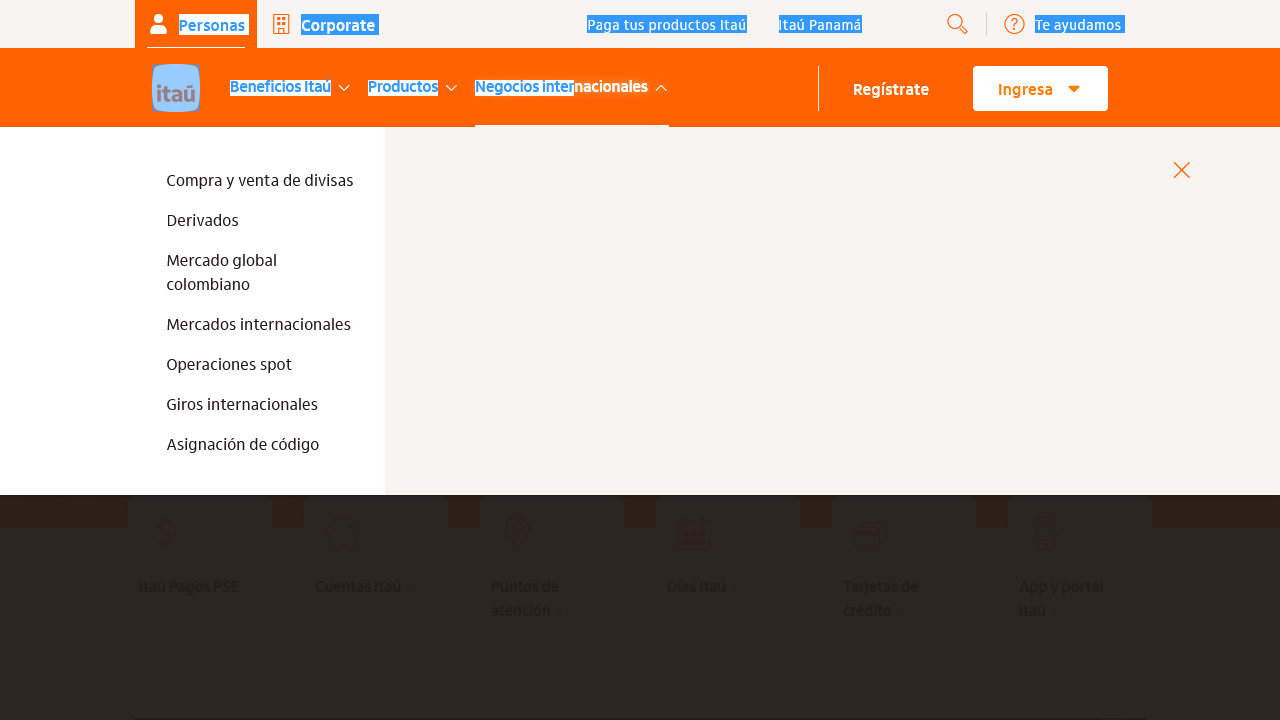 Personas
Corporate
Paga tus productos Itaú
Itaú Panamá
Te ayudamos
itaú
Beneficios Itaú
Productos
Negocios internacionales
Regístrate
Ingresa
Compra y venta de divisas
Derivados
Mercado global
colombiano
Mercados internacionales
Operaciones spot
Giros internacionales
Asignación de código
Itaú Pagos PSE
Cuentas Itaú
Puntos de
atención
Días Itaú
Tarjetas de
crédito
App y portal
Itaú